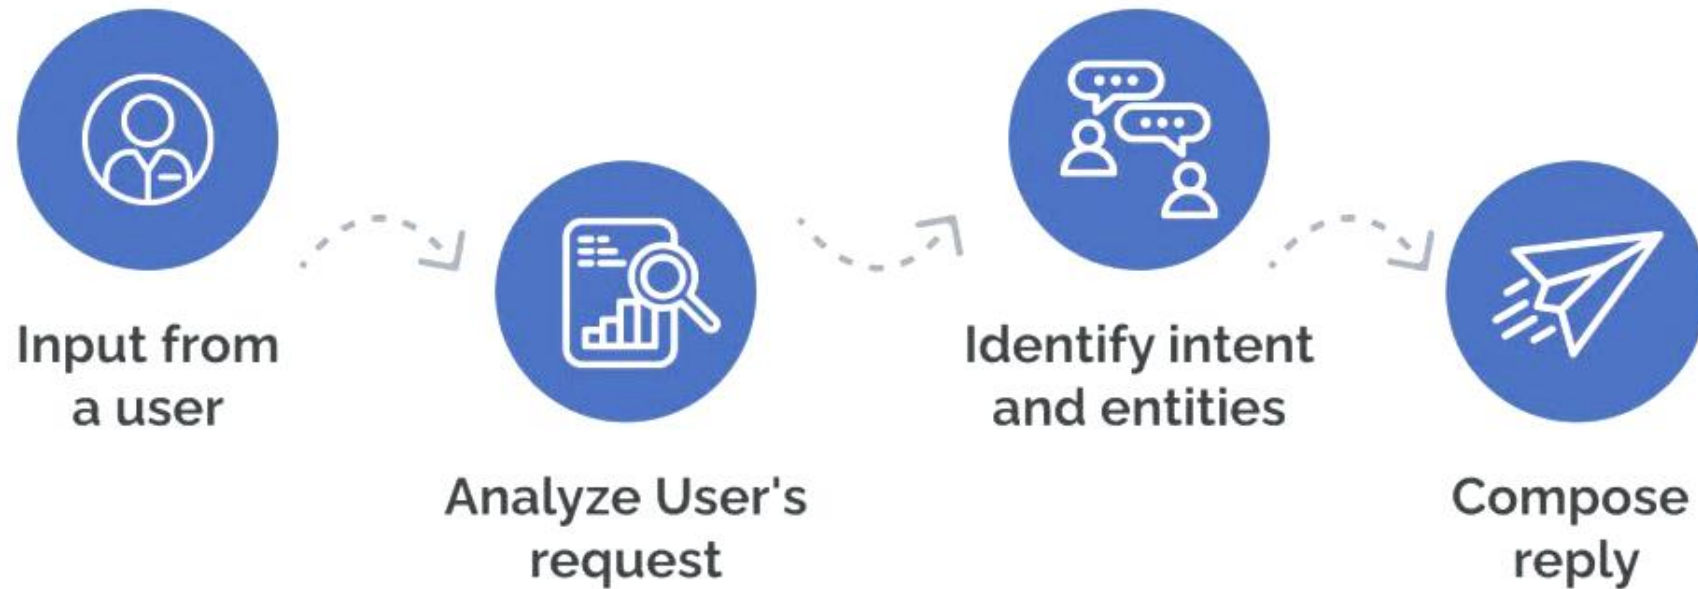 Input from
a user
Analyze User's
request
Identify intent
and entities
Compose
reply